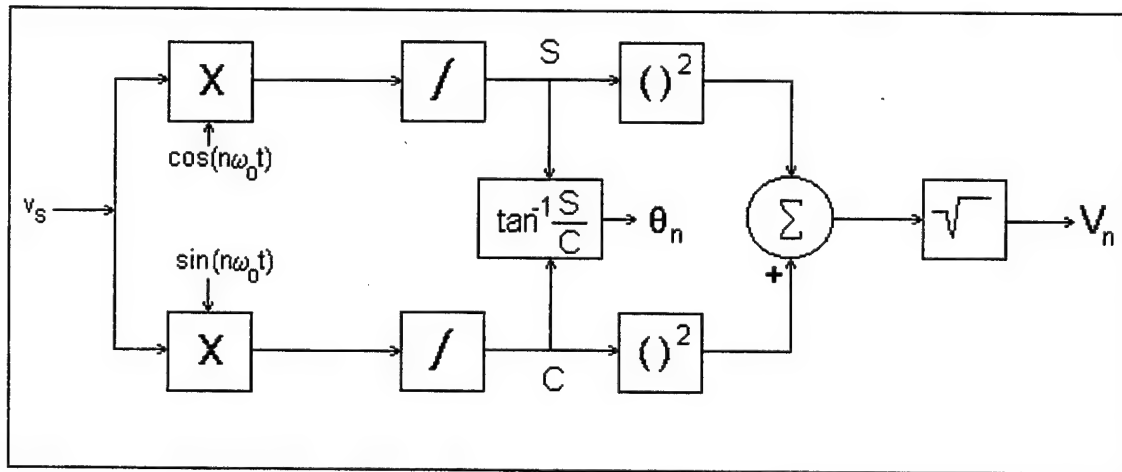 S
X
∫
( )²
cos(nω₀t)
v_S
tan⁻¹ S/C
θ_n
Σ
√
V_n
+
sin(nω₀t)
X
∫
( )²
C